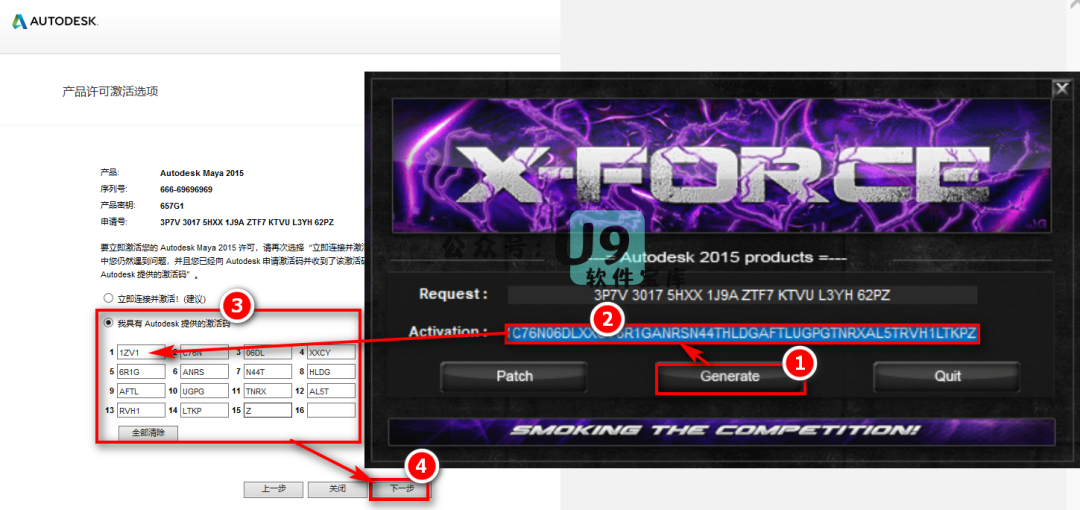 AUTODESK.
产品许可激活选项
产品: Autodesk Maya 2015
序列号: 666-69696969
产品密钥: 657G1
申请号: 3P7V 3017 5HXX 1J9A ZTF7 KTVU L3YH 62PZ
要立即激活您的 Autodesk Maya 2015 许可，请再次选择“立即连接并激
中您仍然遇到问题，并且您已经向 Autodesk 申请激活码并收到了该激活码
Autodesk 提供的激活码”。
立即连接并激活! (建议)
3
我具有 Autodesk 提供的激活码
1 1ZV1 2 C76N 3 06DL 4 XXCY
5 6R1G 6 ANRS 7 N44T 8 HLDG
9 AFTL 10 UGPG 11 TNRX 12 AL5T
13 RVH1 14 LTKP 15 Z 16
全部清除
4
上一步 关闭 下一步
X-FORCE
公众号:
U9
软件宝库
---= Autodesk 2015 products =---
Request : 3P7V 3017 5HXX 1J9A ZTF7 KTVU L3YH 62PZ
2
Activation : C76N06DLXX R1GANRSN44THLDGAFTLUGPGTNRXAL5TRVH1LTKPZ
1
Patch Generate Quit
SMOKING THE COMPETITION!